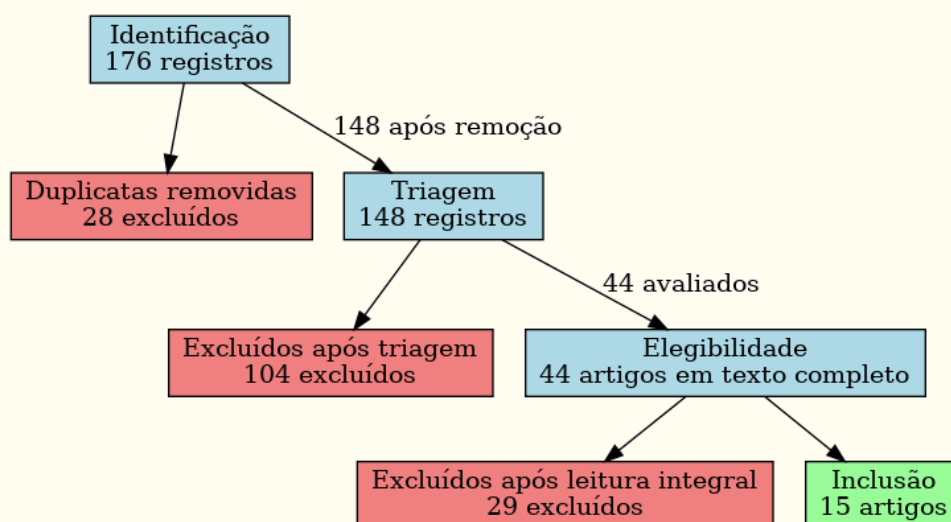 Identificação
176 registros
148 após remoção
Duplicatas removidas
28 excluídos
Triagem
148 registros
44 avaliados
Excluídos após triagem
104 excluídos
Elegibilidade
44 artigos em texto completo
Excluídos após leitura integral
29 excluídos
Inclusão
15 artigos